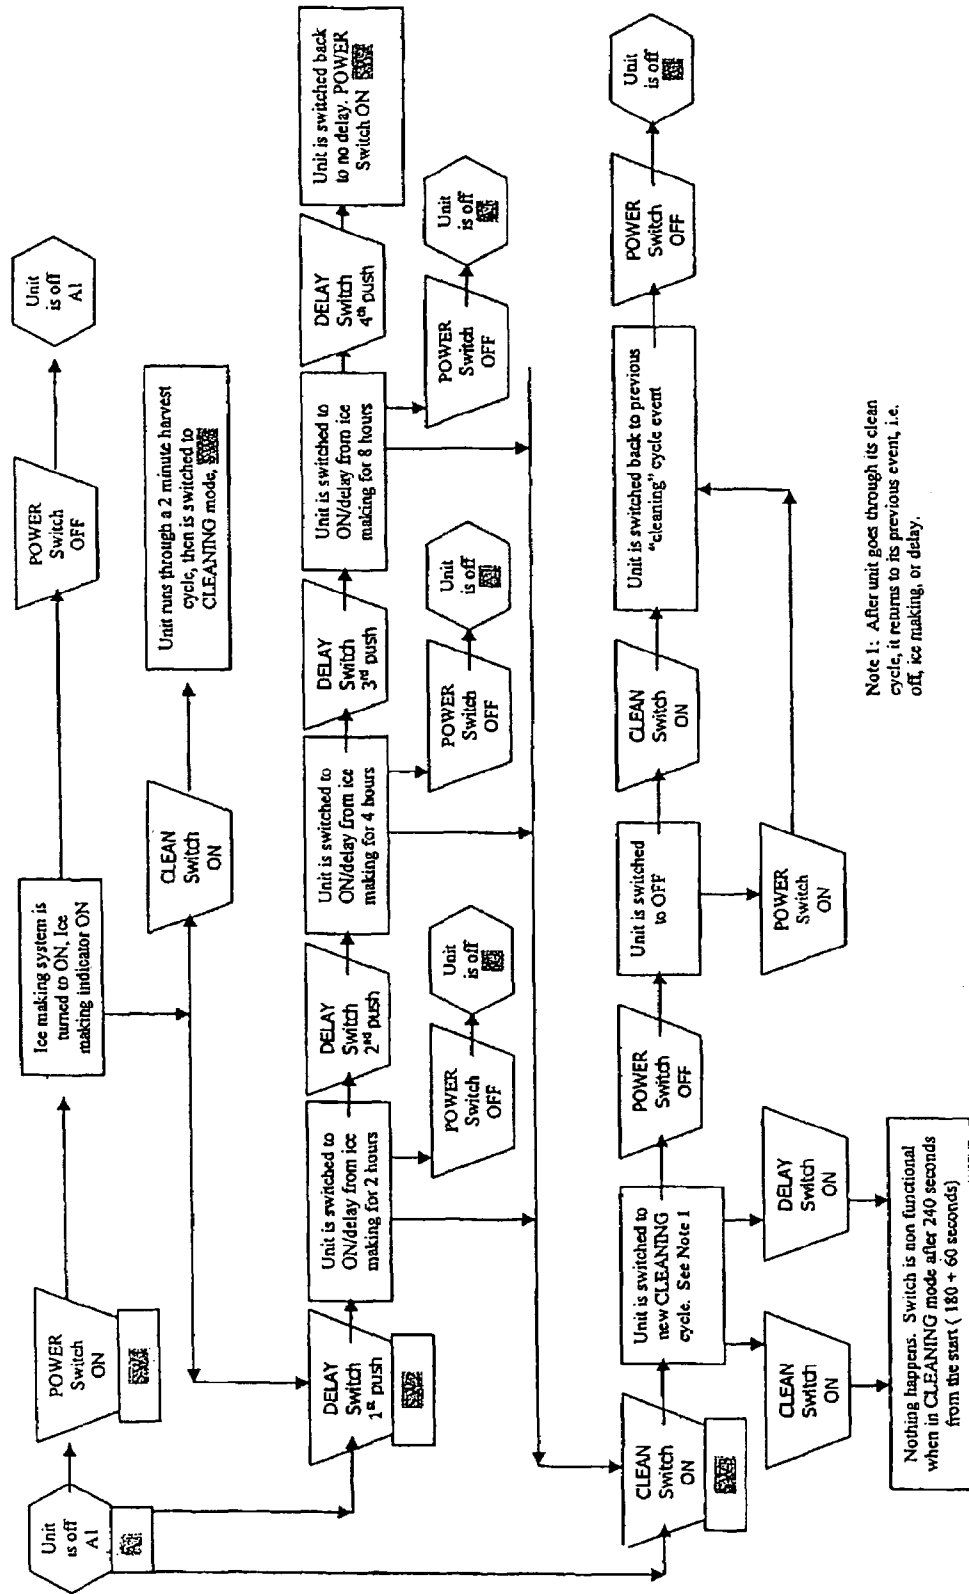 Unit
is off
A1
POWER
Switch
ON
Ice making system is
turned to ON, Ice
making indicator ON
POWER
Switch
OFF
Unit
is off
A1
CLEAN
Switch
ON
Unit runs through a 2 minute harvest
cycle, then is switched to
CLEANING mode,
DELAY
Switch
1st push
Unit is switched to
ON/delay from ice
making for 2 hours
DELAY
Switch
2nd push
Unit is switched to
ON/delay from ice
making for 4 hours
DELAY
Switch
3rd push
Unit is switched to
ON/delay from ice
making for 8 hours
DELAY
Switch
4th push
Unit is switched back
to no delay. POWER
Switch ON
POWER
Switch
OFF
Unit
is off
POWER
Switch
OFF
Unit
is off
POWER
Switch
OFF
Unit
is off
CLEAN
Switch
ON
Unit is switched to
new CLEANING
cycle. See Note 1
POWER
Switch
OFF
Unit is switched
to OFF
CLEAN
Switch
ON
Unit is switched back to previous
"cleaning" cycle event
POWER
Switch
OFF
Unit
is off
CLEAN
Switch
ON
DELAY
Switch
ON
POWER
Switch
ON
Nothing happens. Switch is non functional
when in CLEANING mode after 240 seconds
from the start ( 180 + 60 seconds)
Note 1: After unit goes through its clean
cycle, it returns to its previous event, i.e.
off, ice making, or delay.